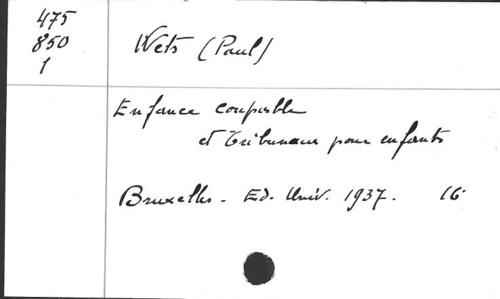 475
850
1
Wets (Paul)
Enfance coupable
et Tribunaux pour enfants
Bruxelles - Ed. Univ. 1937. 16